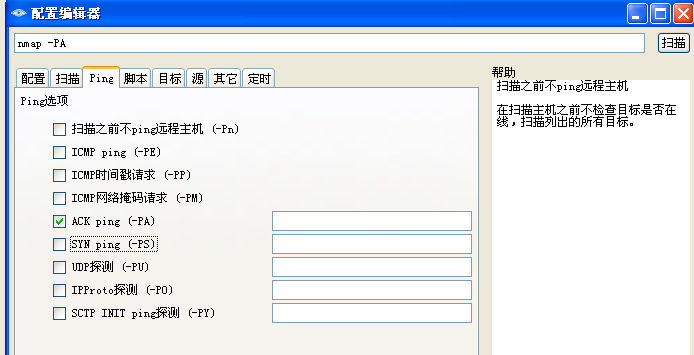 配置编辑器
nmap -PA
扫描
配置 扫描 Ping 脚本 目标 源 其它 定时
Ping选项
扫描之前不ping远程主机 (-Pn)
ICMP ping (-PE)
ICMP时间戳请求 (-PP)
ICMP网络掩码请求 (-PM)
ACK ping (-PA)
SYN ping (-PS)
UDP探测 (-PU)
IPProto探测 (-PO)
SCTP INIT ping探测 (-PY)
帮助
扫描之前不ping远程主机
在扫描主机之前不检查目标是否在
线，扫描列出的所有目标。